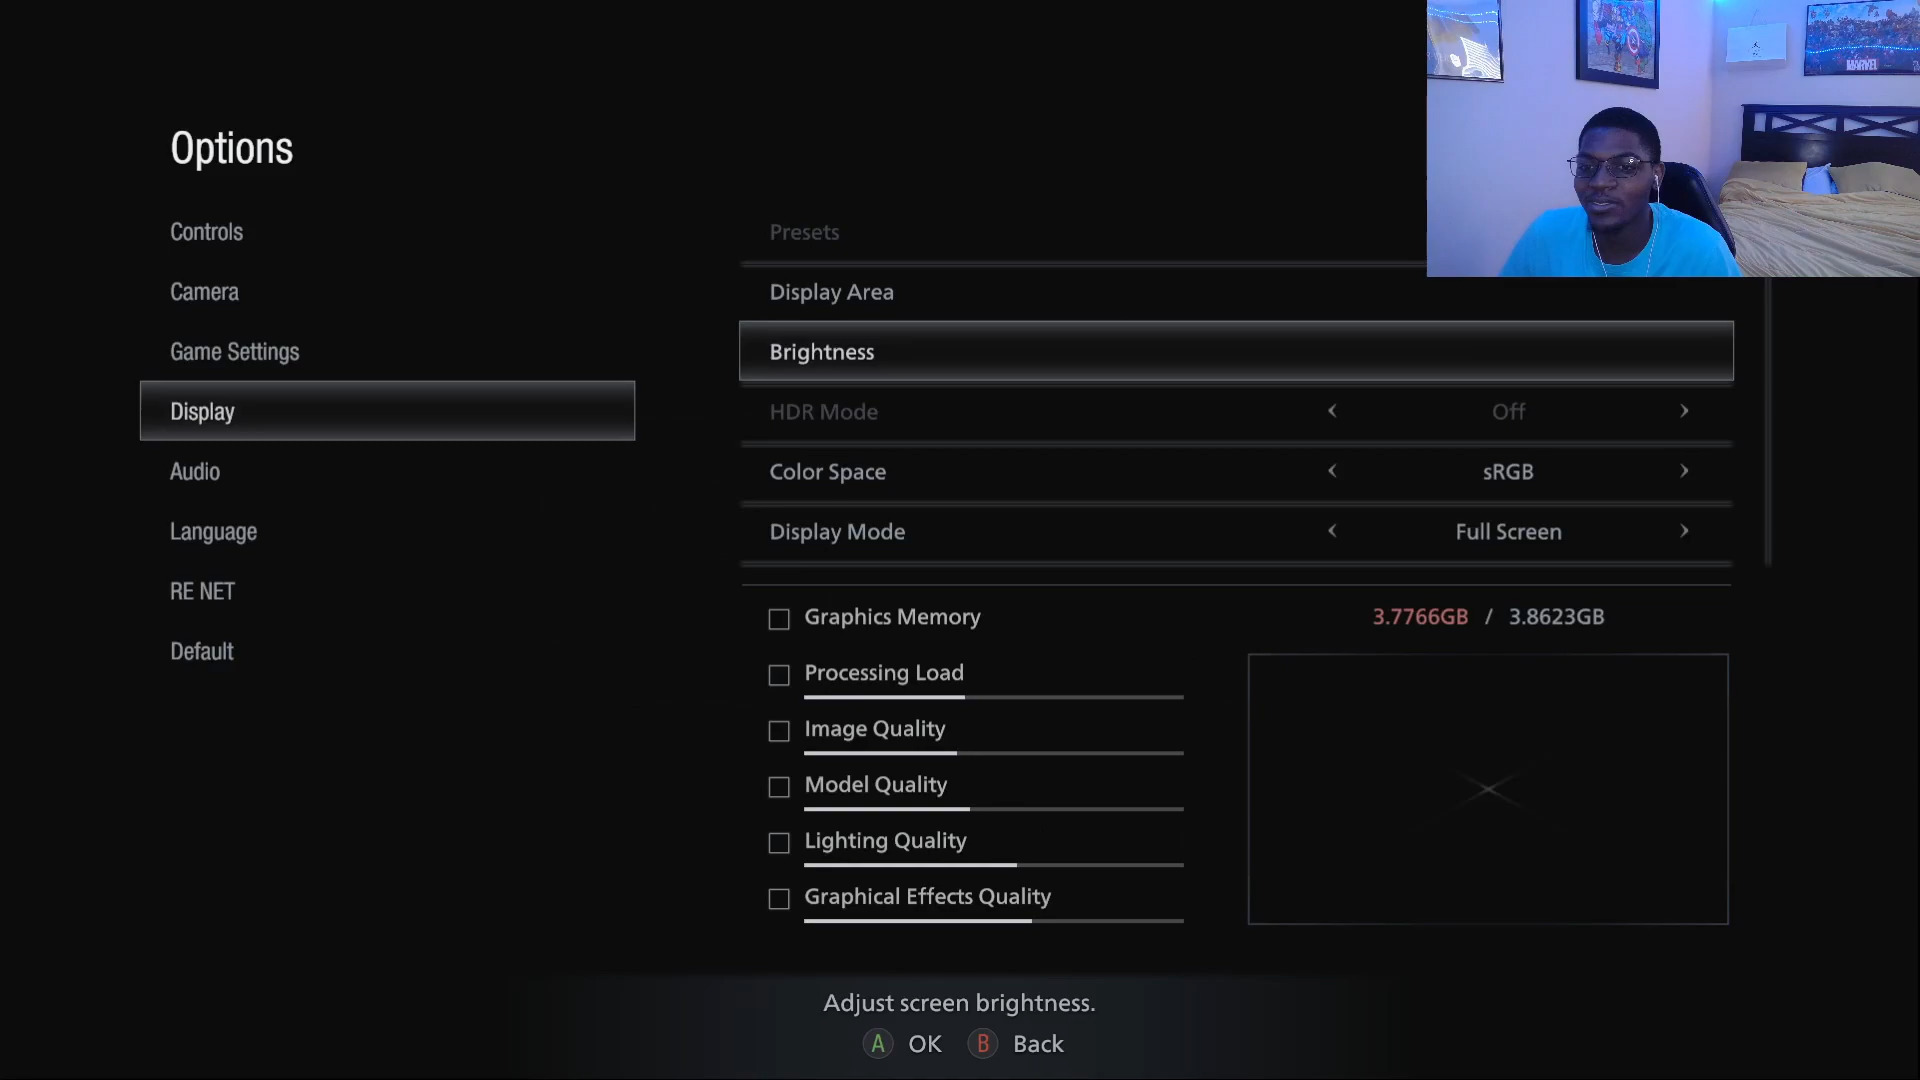 MARVEL
Options
Controls
Camera
Game Settings
Display
Audio
Language
RE NET
Default
Presets
Display Area
Brightness
HDR Mode < Off >
Color Space < sRGB >
Display Mode < Full Screen >
Graphics Memory 3.7766GB / 3.8623GB
Processing Load
Image Quality
Model Quality
Lighting Quality
Graphical Effects Quality
Adjust screen brightness.
A OK B Back